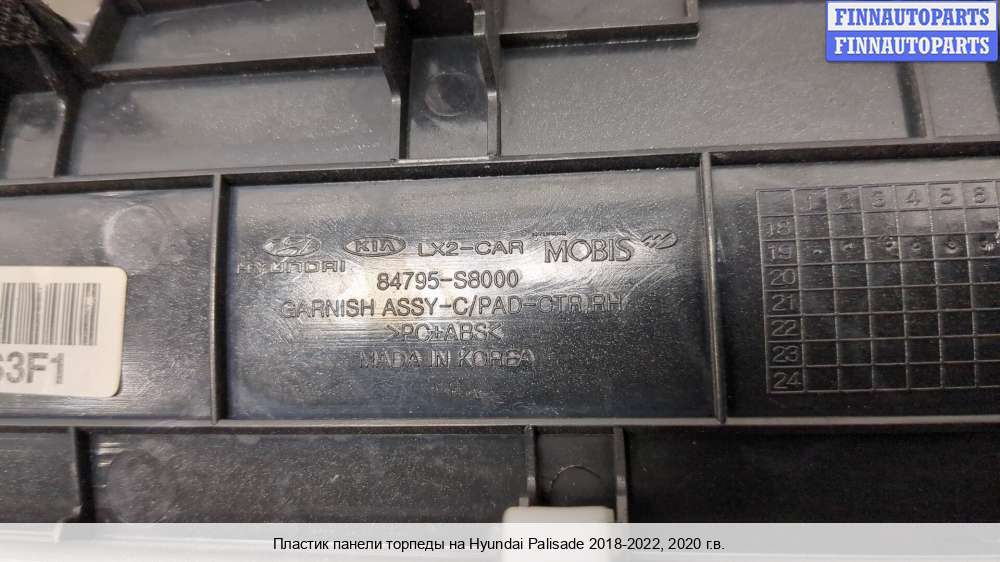 FINNAUTOPARTS
FINNAUTOPARTS
HYUNDAI KIA LX2-CAR MOBIS
84795-S8000
GARNISH ASSY-C/PAD-CTR,RH
>PC+ABS<
MADE IN KOREA
63F1
1 2 3 4 5 6
18
19
20
21
22
23
24
Пластик панели торпеды на Hyundai Palisade 2018-2022, 2020 г.в.